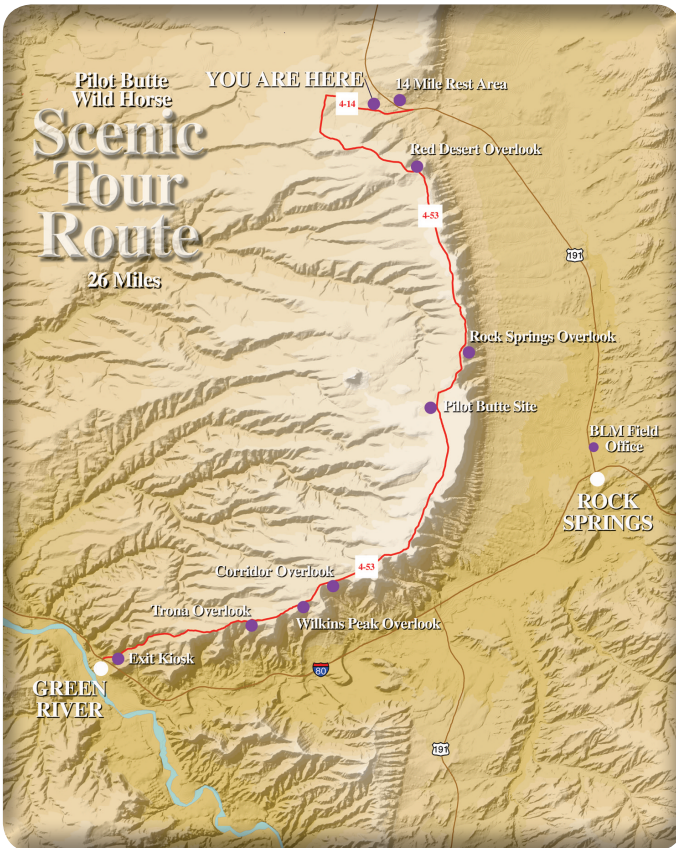 Pilot Butte
Wild Horse
Scenic
Tour
Route
26 Miles
YOU ARE HERE
14 Mile Rest Area
4-14
Red Desert Overlook
4-53
191
Rock Springs Overlook
Pilot Butte Site
BLM Field
Office
ROCK
SPRINGS
4-53
Corridor Overlook
Trona Overlook
Wilkins Peak Overlook
Exit Kiosk
80
GREEN
RIVER
191